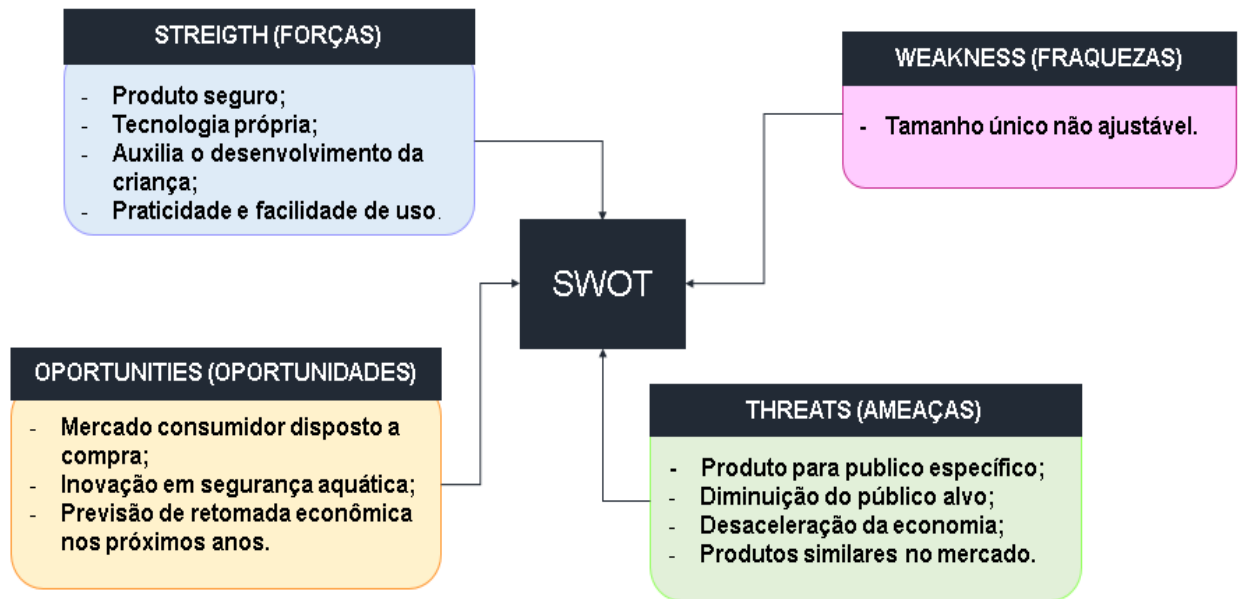 STREIGTH (FORÇAS)
- Produto seguro;
- Tecnologia própria;
- Auxilia o desenvolvimento da
criança;
- Praticidade e facilidade de uso.
WEAKNESS (FRAQUEZAS)
- Tamanho único não ajustável.
SWOT
OPORTUNITIES (OPORTUNIDADES)
- Mercado consumidor disposto a
compra;
- Inovação em segurança aquática;
- Previsão de retomada econômica
nos próximos anos.
THREATS (AMEAÇAS)
- Produto para publico específico;
- Diminuição do público alvo;
- Desaceleração da economia;
- Produtos similares no mercado.